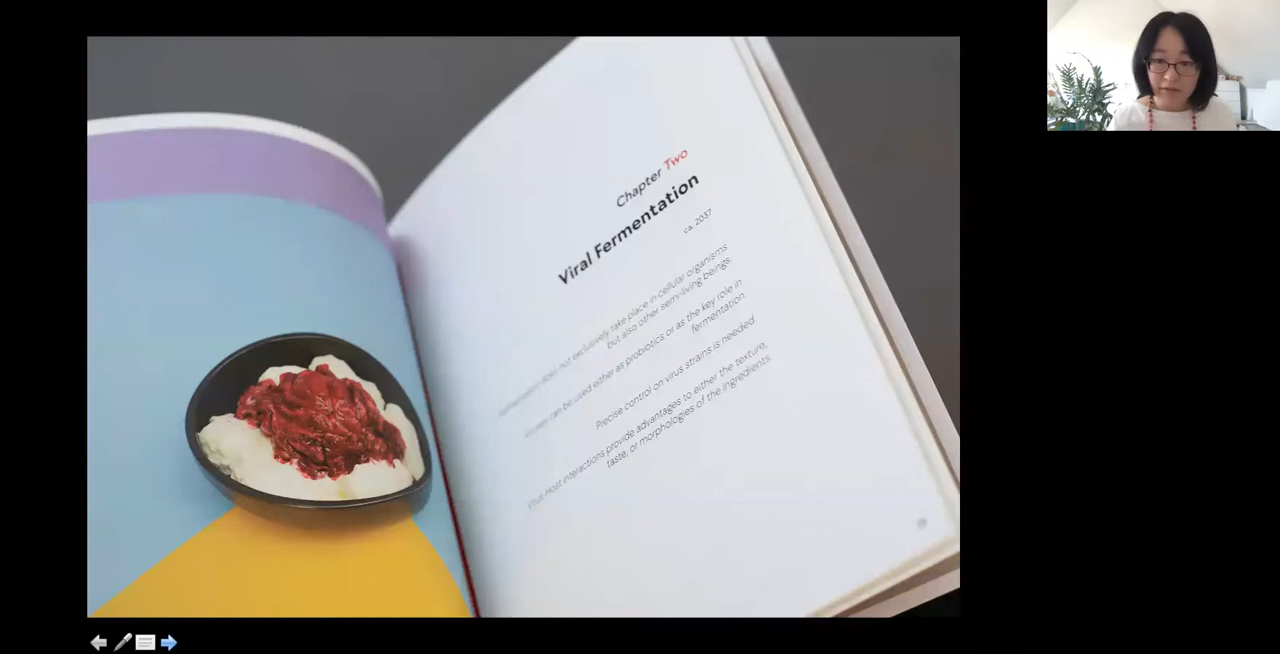 Chapter Two
Viral Fermentation
ca. 2037
Fermentation does not exclusively take place in cellular organisms
but also other semi-living beings.
Viruses can be used either as probiotics or as the key role in
fermentation.
Precise control on virus strains is needed.
Virus-Host interactions provide advantages to either the texture,
taste, or morphologies of the ingredients.